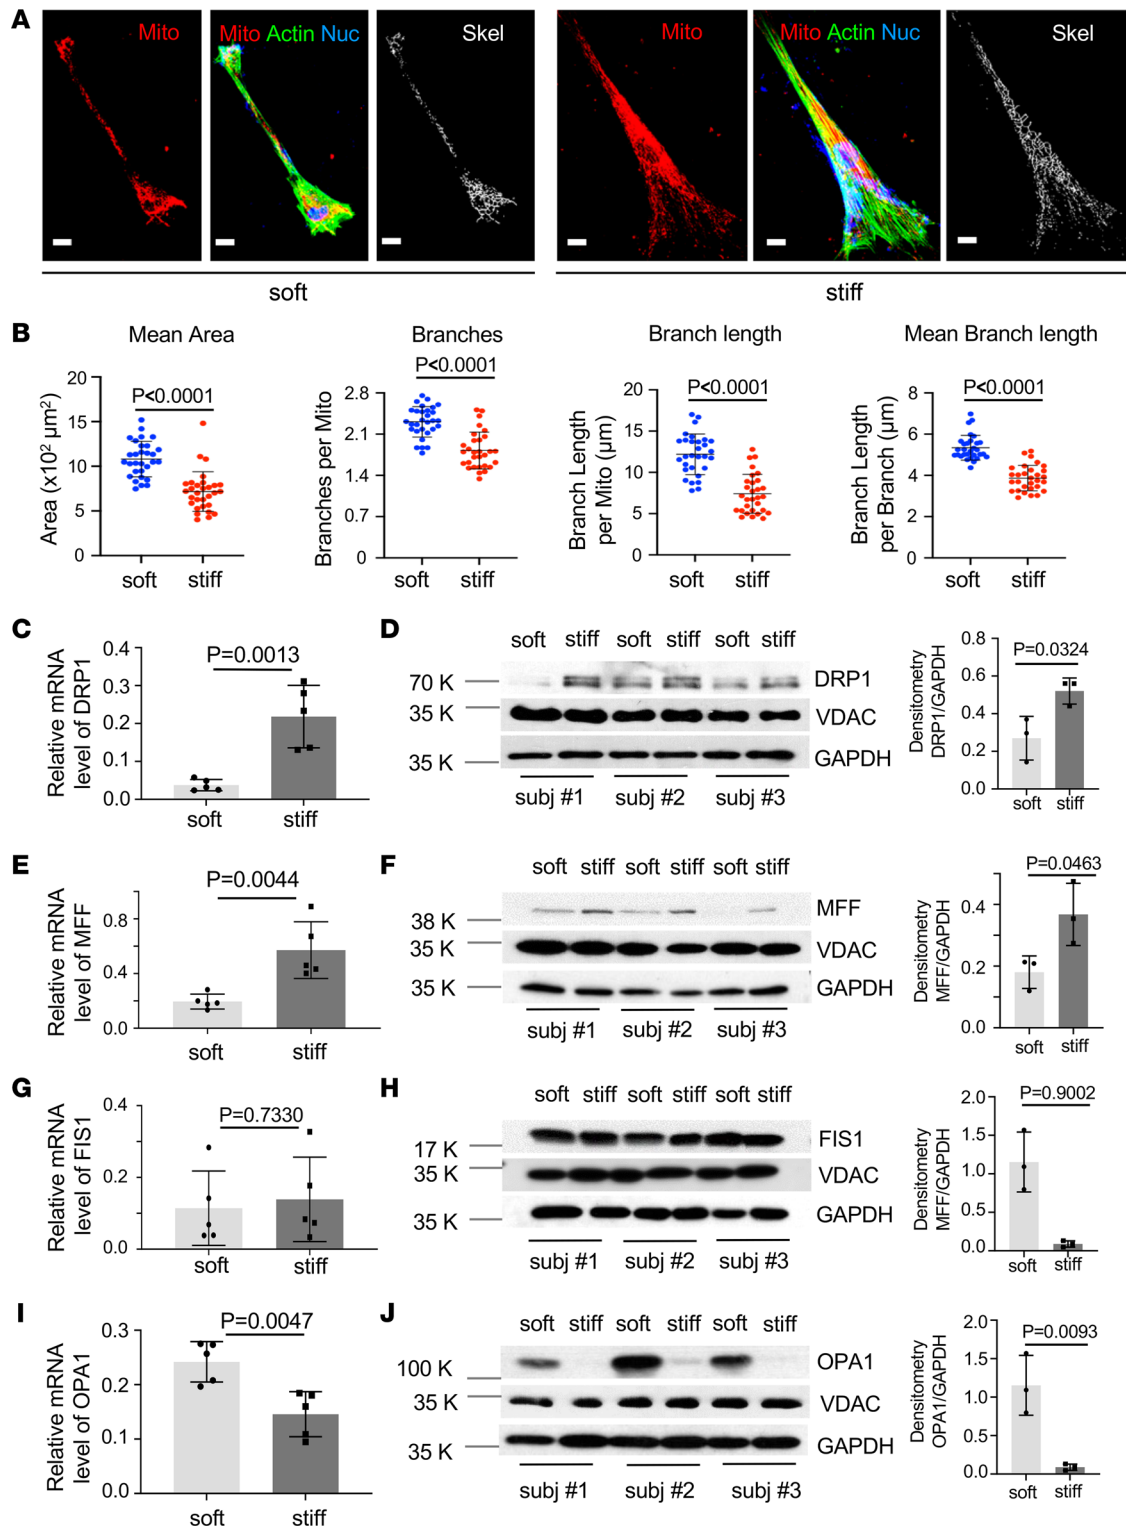 A
Mito
Mito Actin Nuc
Skel
Mito
Mito Actin Nuc
Skel
soft
stiff
B
Mean Area
Area (x10² µm²)
20
15
10
5
0
P<0.0001
soft
stiff
Branches
Branches per Mito
2.8
2.1
1.4
0.7
0
P<0.0001
soft
stiff
Branch length
Branch Length
per Mito (µm)
20
15
10
5
0
P<0.0001
soft
stiff
Mean Branch length
Branch Length
per Branch (µm)
8
6
4
2
0
P<0.0001
soft
stiff
C
Relative mRNA
level of DRP1
0.4
0.3
0.2
0.1
0.0
P=0.0013
soft
stiff
D
soft stiff soft stiff soft stiff
70 K
DRP1
35 K
VDAC
35 K
GAPDH
subj #1 subj #2 subj #3
Densitometry
DRP1/GAPDH
0.8
0.6
0.4
0.2
0.0
P=0.0324
soft
stiff
E
Relative mRNA
level of MFF
0.8
0.4
0.0
P=0.0044
soft
stiff
F
soft stiff soft stiff soft stiff
38 K
MFF
35 K
VDAC
35 K
GAPDH
subj #1 subj #2 subj #3
Densitometry
MFF/GAPDH
0.4
0.2
0.0
P=0.0463
soft
stiff
G
Relative mRNA
level of FIS1
0.4
0.2
0.0
P=0.7330
soft
stiff
H
soft stiff soft stiff soft stiff
17 K
FIS1
35 K
VDAC
35 K
GAPDH
subj #1 subj #2 subj #3
Densitometry
MFF/GAPDH
2.0
1.5
1.0
0.5
0.0
P=0.9002
soft
stiff
I
Relative mRNA
level of OPA1
0.3
0.2
0.1
0.0
P=0.0047
soft
stiff
J
soft stiff soft stiff soft stiff
100 K
OPA1
35 K
VDAC
35 K
GAPDH
subj #1 subj #2 subj #3
Densitometry
OPA1/GAPDH
2.0
1.5
1.0
0.5
0.0
P=0.0093
soft
stiff